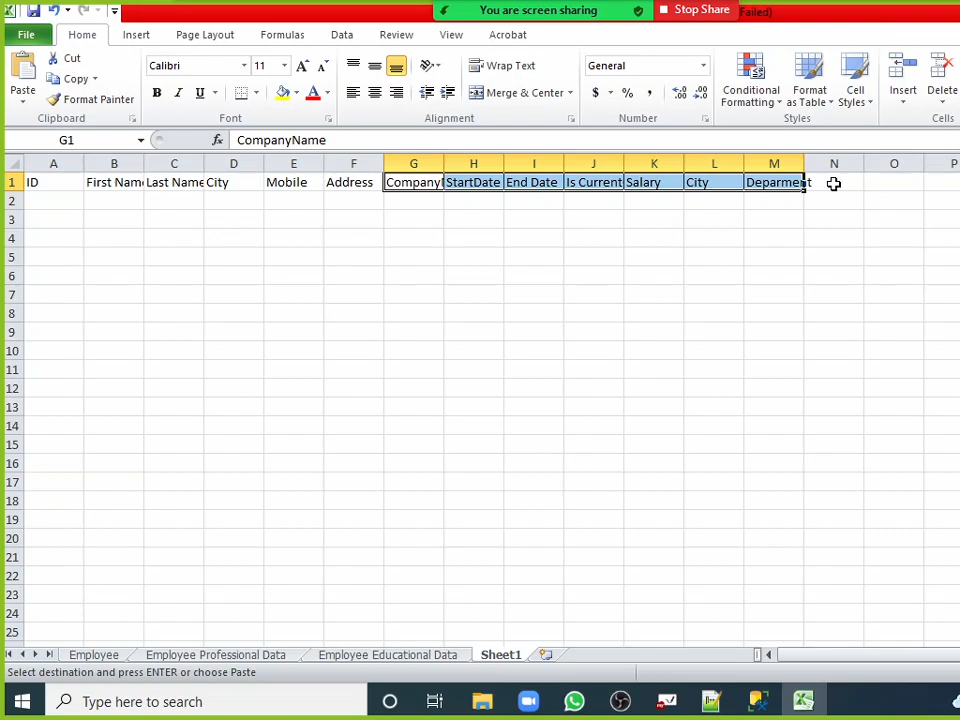 You are screen sharing Stop Share Failed)
File Home Insert Page Layout Formulas Data Review View Acrobat
Paste Cut Copy Format Painter
Clipboard
Calibri 11 A A
B I U A
Font
Wrap Text
Merge & Center
Alignment
General
$ % ,
Number
Conditional Formatting Format as Table Cell Styles
Styles
Insert Delete
Cells
G1 fx CompanyName
A B C D E F G H I J K L M N O P
1 ID First Name Last Name City Mobile Address Company StartDate End Date Is Current Salary City Deparment
2
3
4
5
6
7
8
9
10
11
12
13
14
15
16
17
18
19
20
21
22
23
24
25
Employee Employee Professional Data Employee Educational Data Sheet1
Select destination and press ENTER or choose Paste
Type here to search